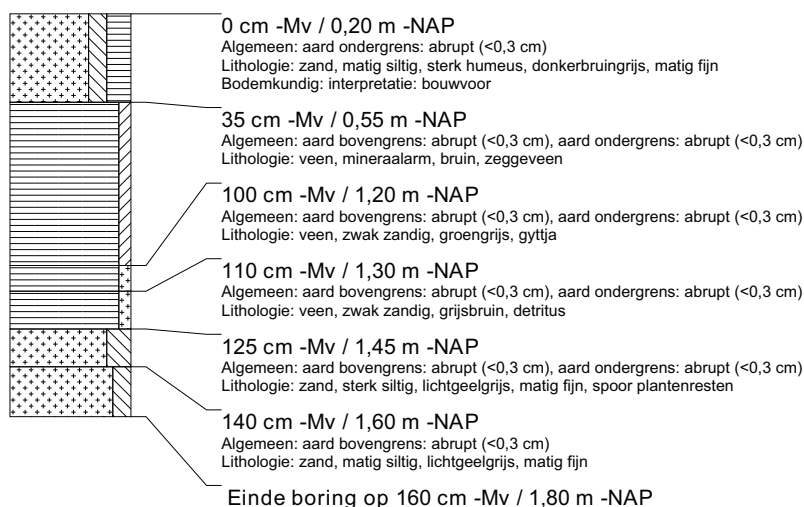 0 cm -Mv / 0,20 m -NAP
Algemeen: aard ondergrens: abrupt (<0,3 cm)
Lithologie: zand, matig siltig, sterk humeus, donkerbruingrijs, matig fijn
Bodemkundig: interpretatie: bouwvoor
35 cm -Mv / 0,55 m -NAP
Algemeen: aard bovengrens: abrupt (<0,3 cm), aard ondergrens: abrupt (<0,3 cm)
Lithologie: veen, mineraalarm, bruin, zeggeveen
100 cm -Mv / 1,20 m -NAP
Algemeen: aard bovengrens: abrupt (<0,3 cm), aard ondergrens: abrupt (<0,3 cm)
Lithologie: veen, zwak zandig, groengrijs, gyttja
110 cm -Mv / 1,30 m -NAP
Algemeen: aard bovengrens: abrupt (<0,3 cm), aard ondergrens: abrupt (<0,3 cm)
Lithologie: veen, zwak zandig, grijsbruin, detritus
125 cm -Mv / 1,45 m -NAP
Algemeen: aard bovengrens: abrupt (<0,3 cm), aard ondergrens: abrupt (<0,3 cm)
Lithologie: zand, sterk siltig, lichtgeelgrijs, matig fijn, spoor plantenresten
140 cm -Mv / 1,60 m -NAP
Algemeen: aard bovengrens: abrupt (<0,3 cm)
Lithologie: zand, matig siltig, lichtgeelgrijs, matig fijn
Einde boring op 160 cm -Mv / 1,80 m -NAP